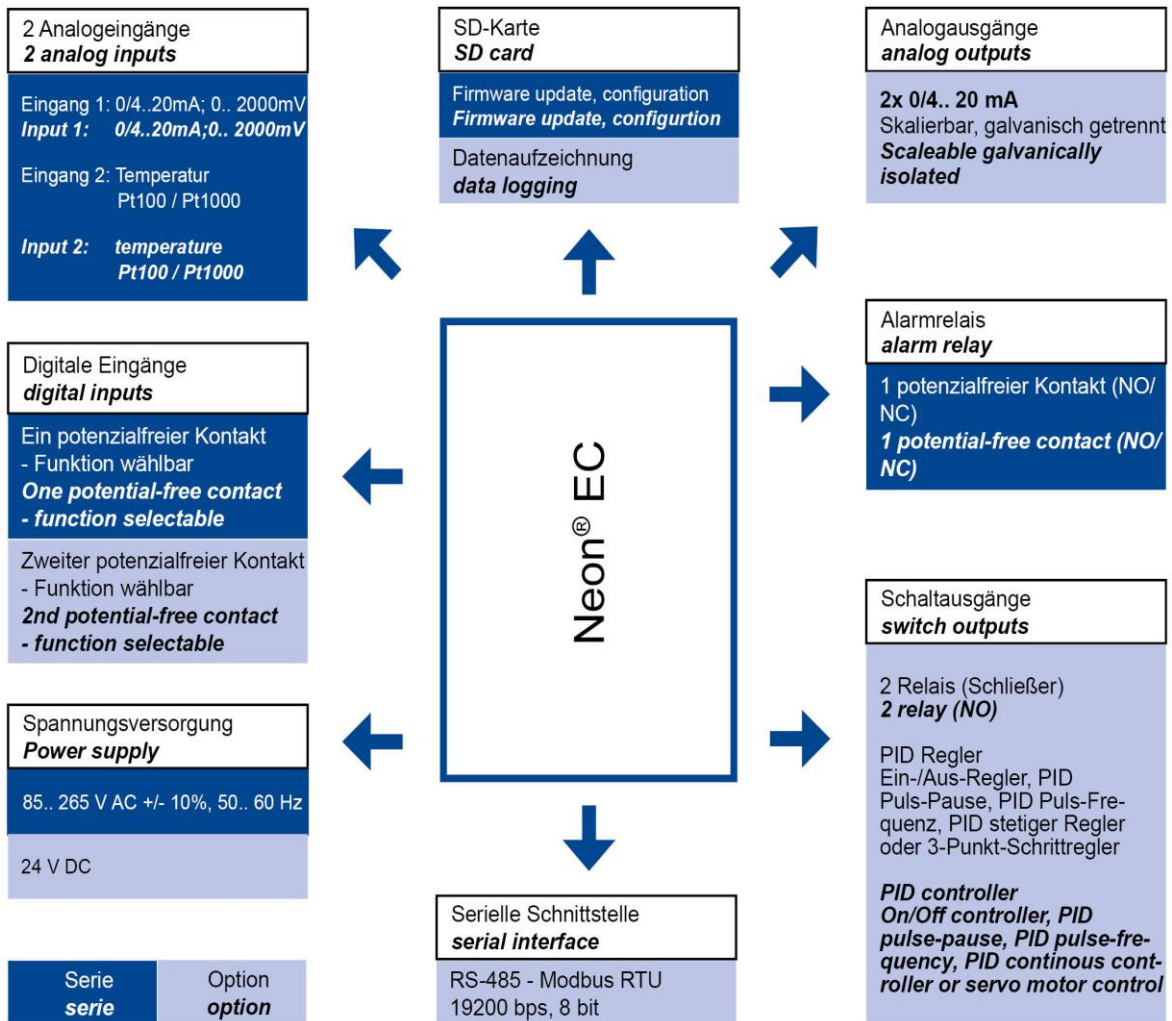 2 Analogeingänge
2 analog inputs
Eingang 1: 0/4..20mA; 0.. 2000mV
Input 1: 0/4..20mA;0.. 2000mV
Eingang 2: Temperatur
Pt100 / Pt1000
Input 2: temperature
Pt100 / Pt1000
SD-Karte
SD card
Firmware update, configuration
Firmware update, configurtion
Datenaufzeichnung
data logging
Analogausgänge
analog outputs
2x 0/4.. 20 mA
Skalierbar, galvanisch getrennt
Scaleable galvanically
isolated
Digitale Eingänge
digital inputs
Ein potenzialfreier Kontakt
- Funktion wählbar
One potential-free contact
- function selectable
Zweiter potenzialfreier Kontakt
- Funktion wählbar
2nd potential-free contact
- function selectable
Neon® EC
Alarmrelais
alarm relay
1 potenzialfreier Kontakt (NO/
NC)
1 potential-free contact (NO/
NC)
Spannungsversorgung
Power supply
85.. 265 V AC +/- 10%, 50.. 60 Hz
24 V DC
Schaltausgänge
switch outputs
2 Relais (Schließer)
2 relay (NO)
PID Regler
Ein-/Aus-Regler, PID
Puls-Pause, PID Puls-Fre-
quenz, PID stetiger Regler
oder 3-Punkt-Schrittregler
PID controller
On/Off controller, PID
pulse-pause, PID pulse-fre-
quency, PID continous cont-
roller or servo motor control
Serielle Schnittstelle
serial interface
RS-485 - Modbus RTU
19200 bps, 8 bit
Serie
serie
Option
option